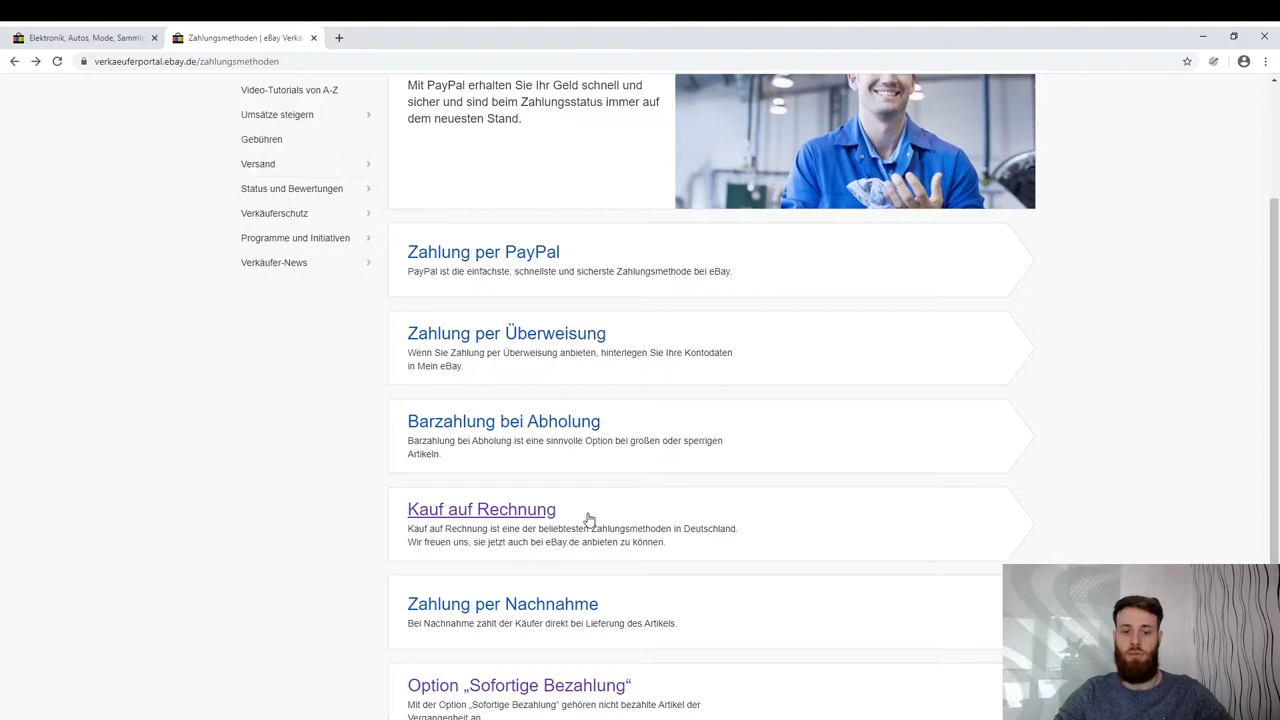 Elektronik, Autos, Mode, Sammle
Zahlungsmethoden | eBay Verkä
verkaeuferportal.ebay.de/zahlungsmethoden
Video-Tutorials von A-Z
Umsätze steigern
Gebühren
Versand
Status und Bewertungen
Verkäuferschutz
Programme und Initiativen
Verkäufer-News
Mit PayPal erhalten Sie Ihr Geld schnell und
sicher und sind beim Zahlungsstatus immer auf
dem neuesten Stand.
Zahlung per PayPal
PayPal ist die einfachste, schnellste und sicherste Zahlungsmethode bei eBay.
Zahlung per Überweisung
Wenn Sie Zahlung per Überweisung anbieten, hinterlegen Sie Ihre Kontodaten
in Mein eBay.
Barzahlung bei Abholung
Barzahlung bei Abholung ist eine sinnvolle Option bei großen oder sperrigen
Artikeln.
Kauf auf Rechnung
Kauf auf Rechnung ist eine der beliebtesten Zahlungsmethoden in Deutschland.
Wir freuen uns, sie jetzt auch bei eBay.de anbieten zu können.
Zahlung per Nachnahme
Bei Nachnahme zahlt der Käufer direkt bei Lieferung des Artikels.
Option „Sofortige Bezahlung“
Mit der Option „Sofortige Bezahlung“ gehören nicht bezahlte Artikel der
Vergangenheit an.